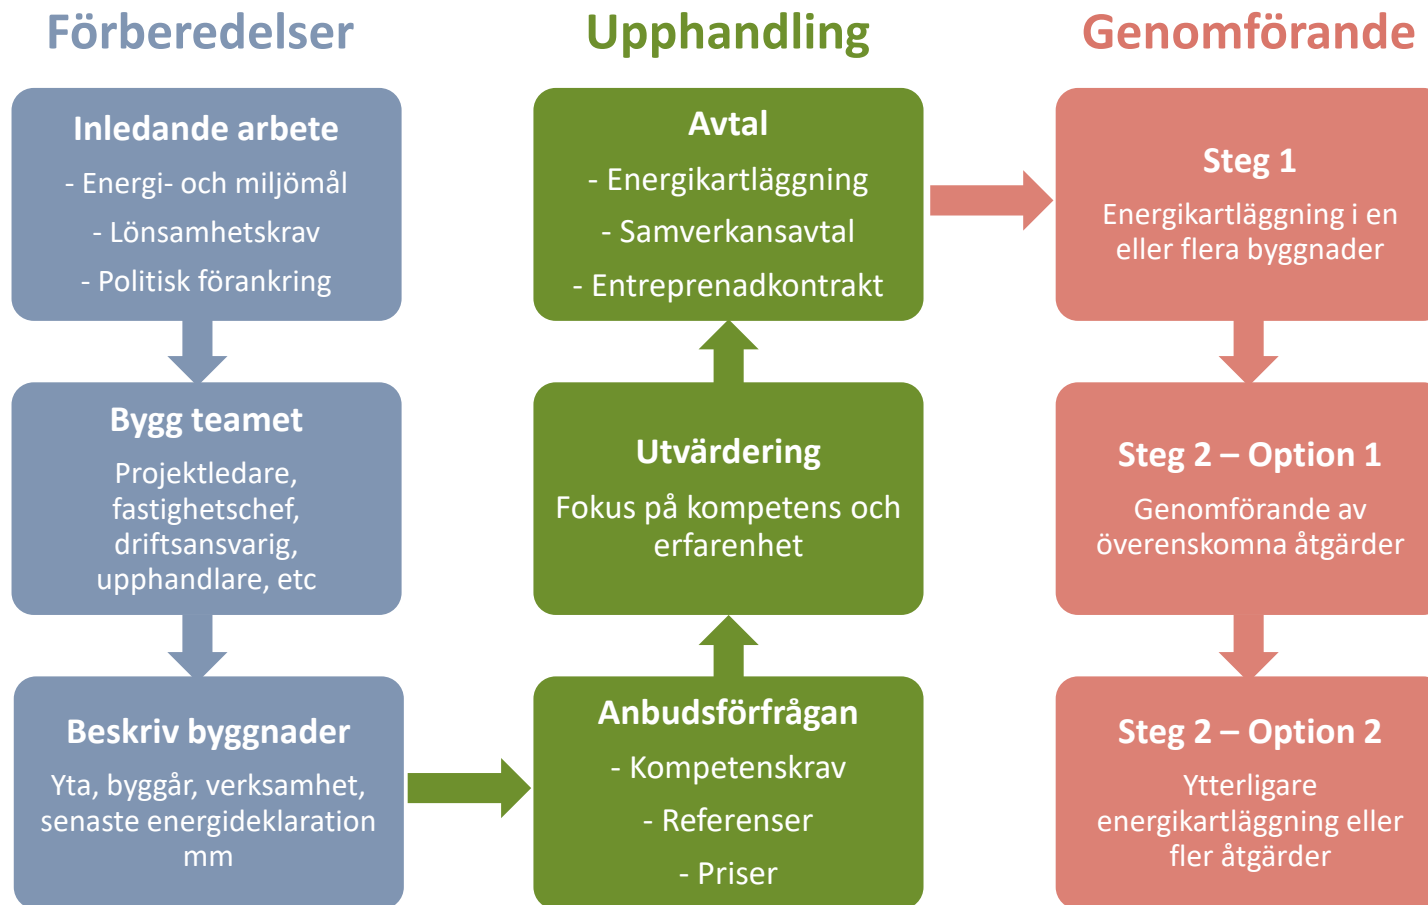 Förberedelser
Inledande arbete
- Energi- och miljömål
- Lönsamhetskrav
- Politisk förankring
Bygg teamet
Projektledare,
fastighetschef,
driftsansvarig,
upphandlare, etc
Beskriv byggnader
Yta, byggår, verksamhet,
senaste energideklaration
mm
Upphandling
Avtal
- Energikartläggning
- Samverkansavtal
- Entreprenadkontrakt
Utvärdering
Fokus på kompetens och
erfarenhet
Anbudsförfrågan
- Kompetenskrav
- Referenser
- Priser
Genomförande
Steg 1
Energikartläggning i en
eller flera byggnader
Steg 2 – Option 1
Genomförande av
överenskomna åtgärder
Steg 2 – Option 2
Ytterligare
energikartläggning eller
fler åtgärder